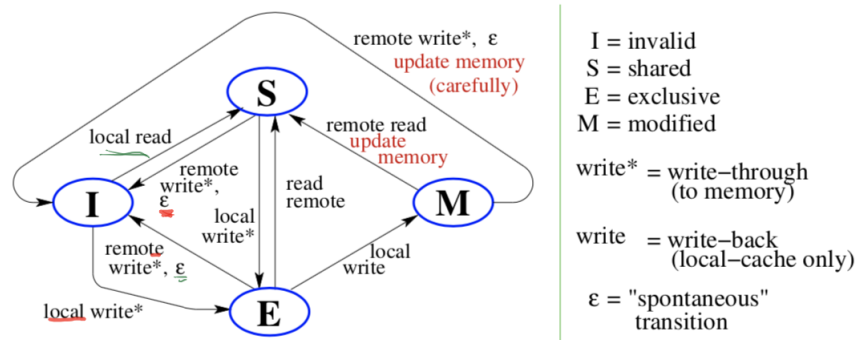 remote write*, ε
update memory
(carefully)
S
local read
remote read
update
memory
remote
write*,
ε
read
remote
local
write*
I
M
remote
write*, ε
local
write
local write*
E
I = invalid
S = shared
E = exclusive
M = modified
write* = write−through
(to memory)
write = write−back
(local−cache only)
ε = "spontaneous"
transition